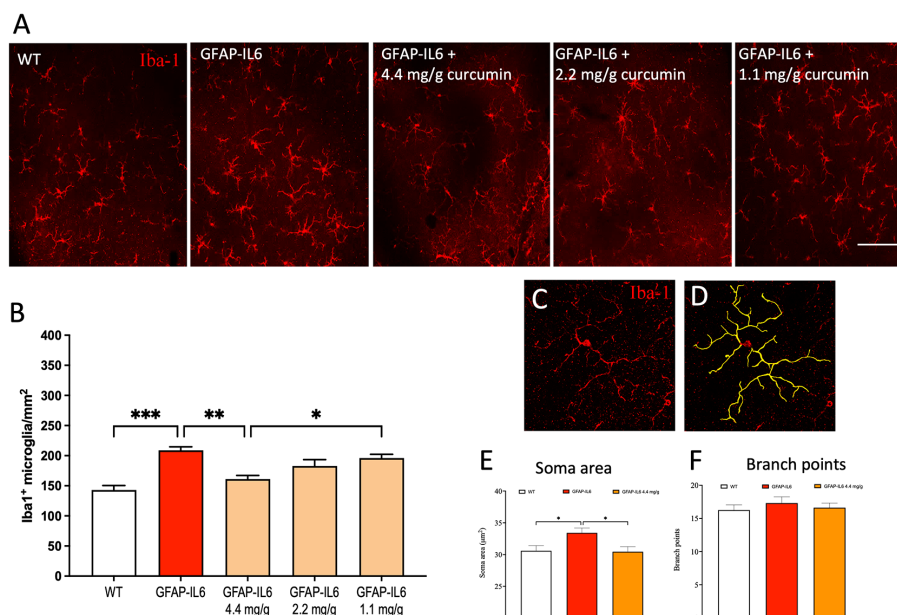 A
WT
Iba-1
GFAP-IL6
GFAP-IL6 +
4.4 mg/g curcumin
GFAP-IL6 +
2.2 mg/g curcumin
GFAP-IL6 +
1.1 mg/g curcumin
B
Iba1+ microglia/mm²
400
350
300
250
200
150
100
50
0
***
**
*
WT
GFAP-IL6
GFAP-IL6
4.4 mg/g
GFAP-IL6
2.2 mg/g
GFAP-IL6
1.1 mg/g
C
Iba-1
D
E
Soma area
WT
GFAP-IL6
GFAP-IL6 4.4 mg/g
Soma area (μm²)
40
35
30
25
*
*
F
Branch points
WT
GFAP-IL6
GFAP-IL6 4.4 mg/g
Branch points
20
15
10
5